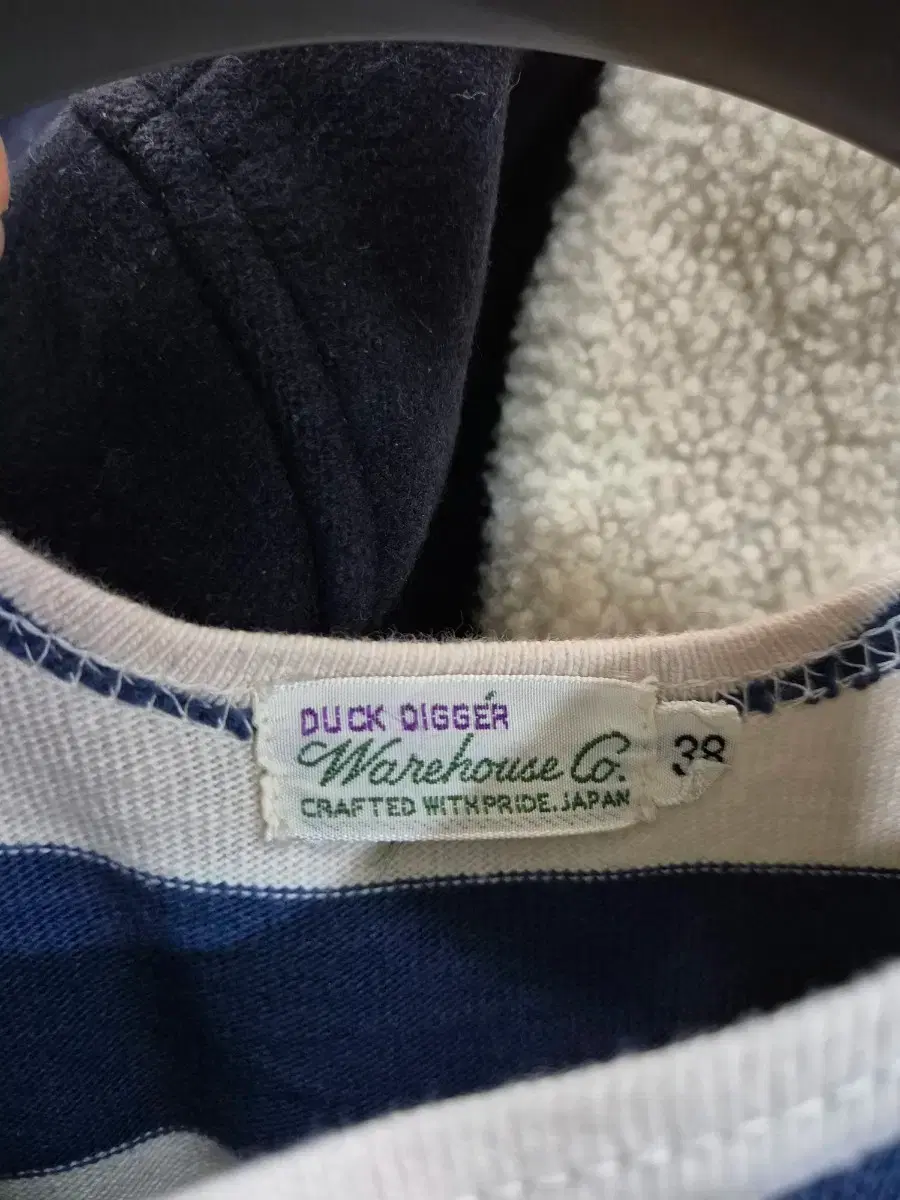 DUCK DIGGER
Warehouse Co.
CRAFTED WITH PRIDE. JAPAN
38